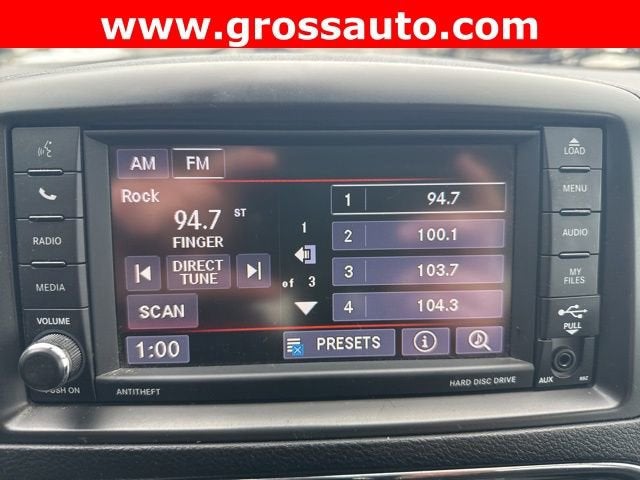 www.grossauto.com
AM
FM
LOAD
Rock
1
94.7
MENU
94.7 ST
FINGER
1
2
100.1
RADIO
AUDIO
DIRECT
TUNE
of 3
3
103.7
MY
FILES
MEDIA
SCAN
4
104.3
VOLUME
PULL
1:00
PRESETS
PUSH ON
ANTITHEFT
HARD DISC DRIVE
AUX